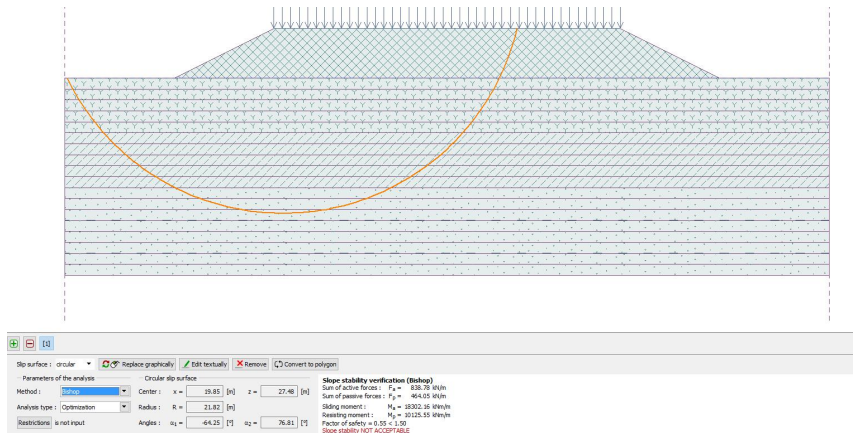 [1]
Slip surface : circular Replace graphically Edit textually Remove Convert to polygon
Parameters of the analysis
Circular slip surface
Method : Bishop
Center : x = 19.85 [m] z = 27.48 [m]
Analysis type : Optimization
Radius : R = 21.82 [m]
Restrictions is not input
Angles : α1 = -64.25 [°] α2 = 76.81 [°]
Slope stability verification (Bishop)
Sum of active forces : Fa = 838.78 kN/m
Sum of passive forces : Fp = 464.05 kN/m
Sliding moment : Ma = 18302.16 kNm/m
Resisting moment : Mp = 10125.55 kNm/m
Factor of safety = 0.55 < 1.50
Slope stability NOT ACCEPTABLE